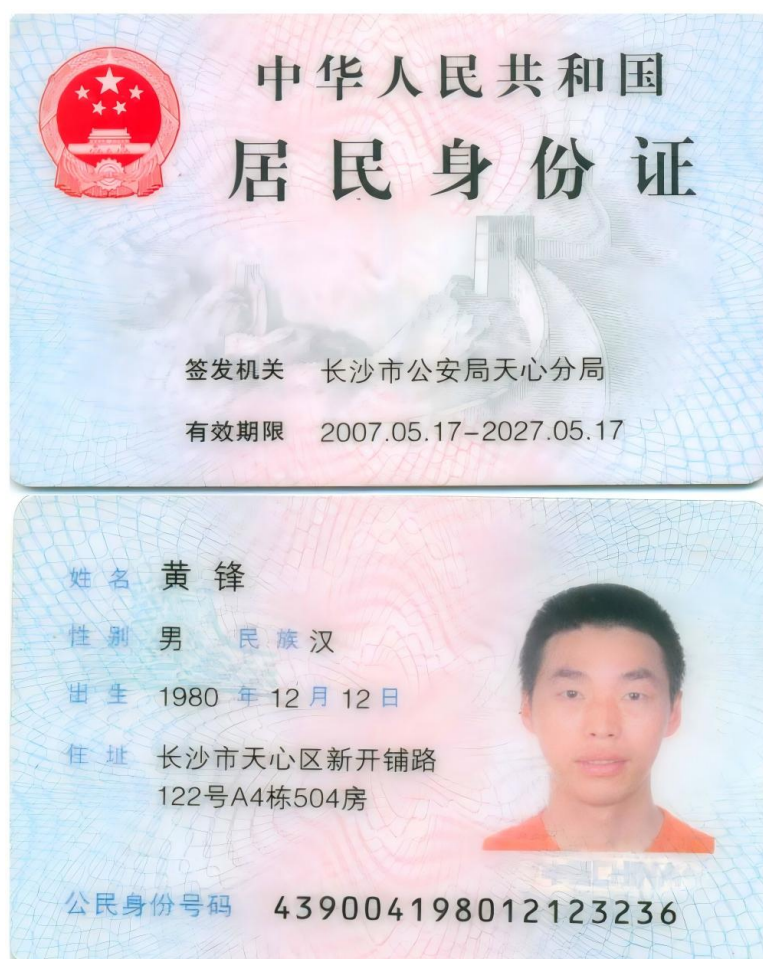 中华人民共和国
居民身份证
签发机关 长沙市公安局天心分局
有效期限 2007.05.17-2027.05.17
姓名 黄锋
性别 男 民族 汉
出生 1980 年 12 月 12 日
住址 长沙市天心区新开铺路
122号A4栋504房
公民身份号码 439004198012123236